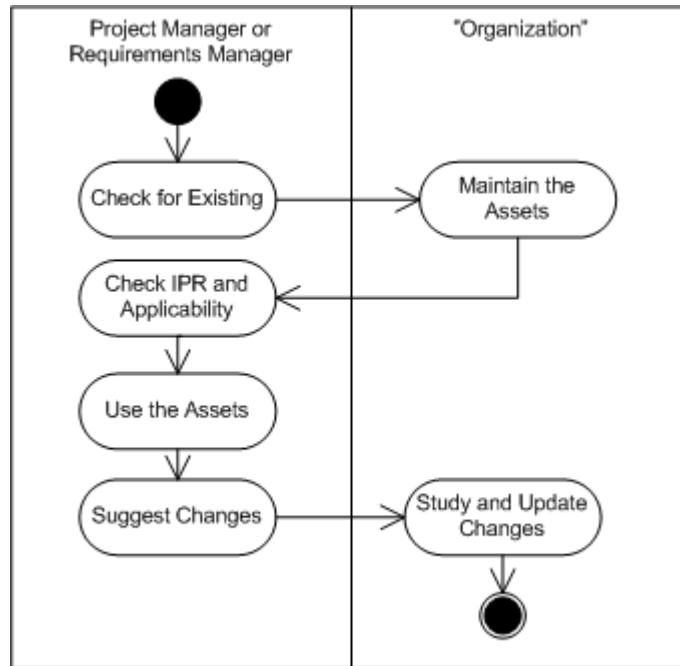 Project Manager or
Requirements Manager
"Organization"
Check for Existing
Maintain the
Assets
Check IPR and
Applicability
Use the Assets
Suggest Changes
Study and Update
Changes